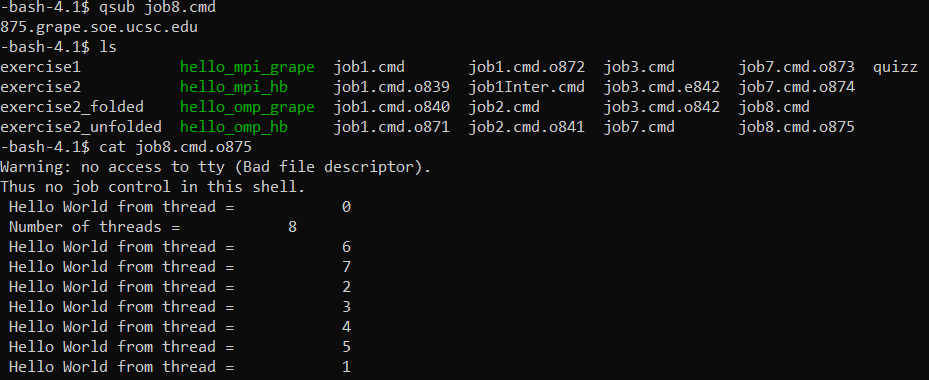 -bash-4.1$ qsub job8.cmd
875.grape.soe.ucsc.edu
-bash-4.1$ ls
exercise1 hello_mpi_grape job1.cmd job1.cmd.o872 job3.cmd job7.cmd.o873 quizz
exercise2 hello_mpi_hb job1.cmd.o839 job1Inter.cmd job3.cmd.e842 job7.cmd.o874
exercise2_folded hello_omp_grape job1.cmd.o840 job2.cmd job3.cmd.o842 job8.cmd
exercise2_unfolded hello_omp_hb job1.cmd.o871 job2.cmd.o841 job7.cmd job8.cmd.o875
-bash-4.1$ cat job8.cmd.o875
Warning: no access to tty (Bad file descriptor).
Thus no job control in this shell.
Hello World from thread = 0
Number of threads = 8
Hello World from thread = 6
Hello World from thread = 7
Hello World from thread = 2
Hello World from thread = 3
Hello World from thread = 4
Hello World from thread = 5
Hello World from thread = 1